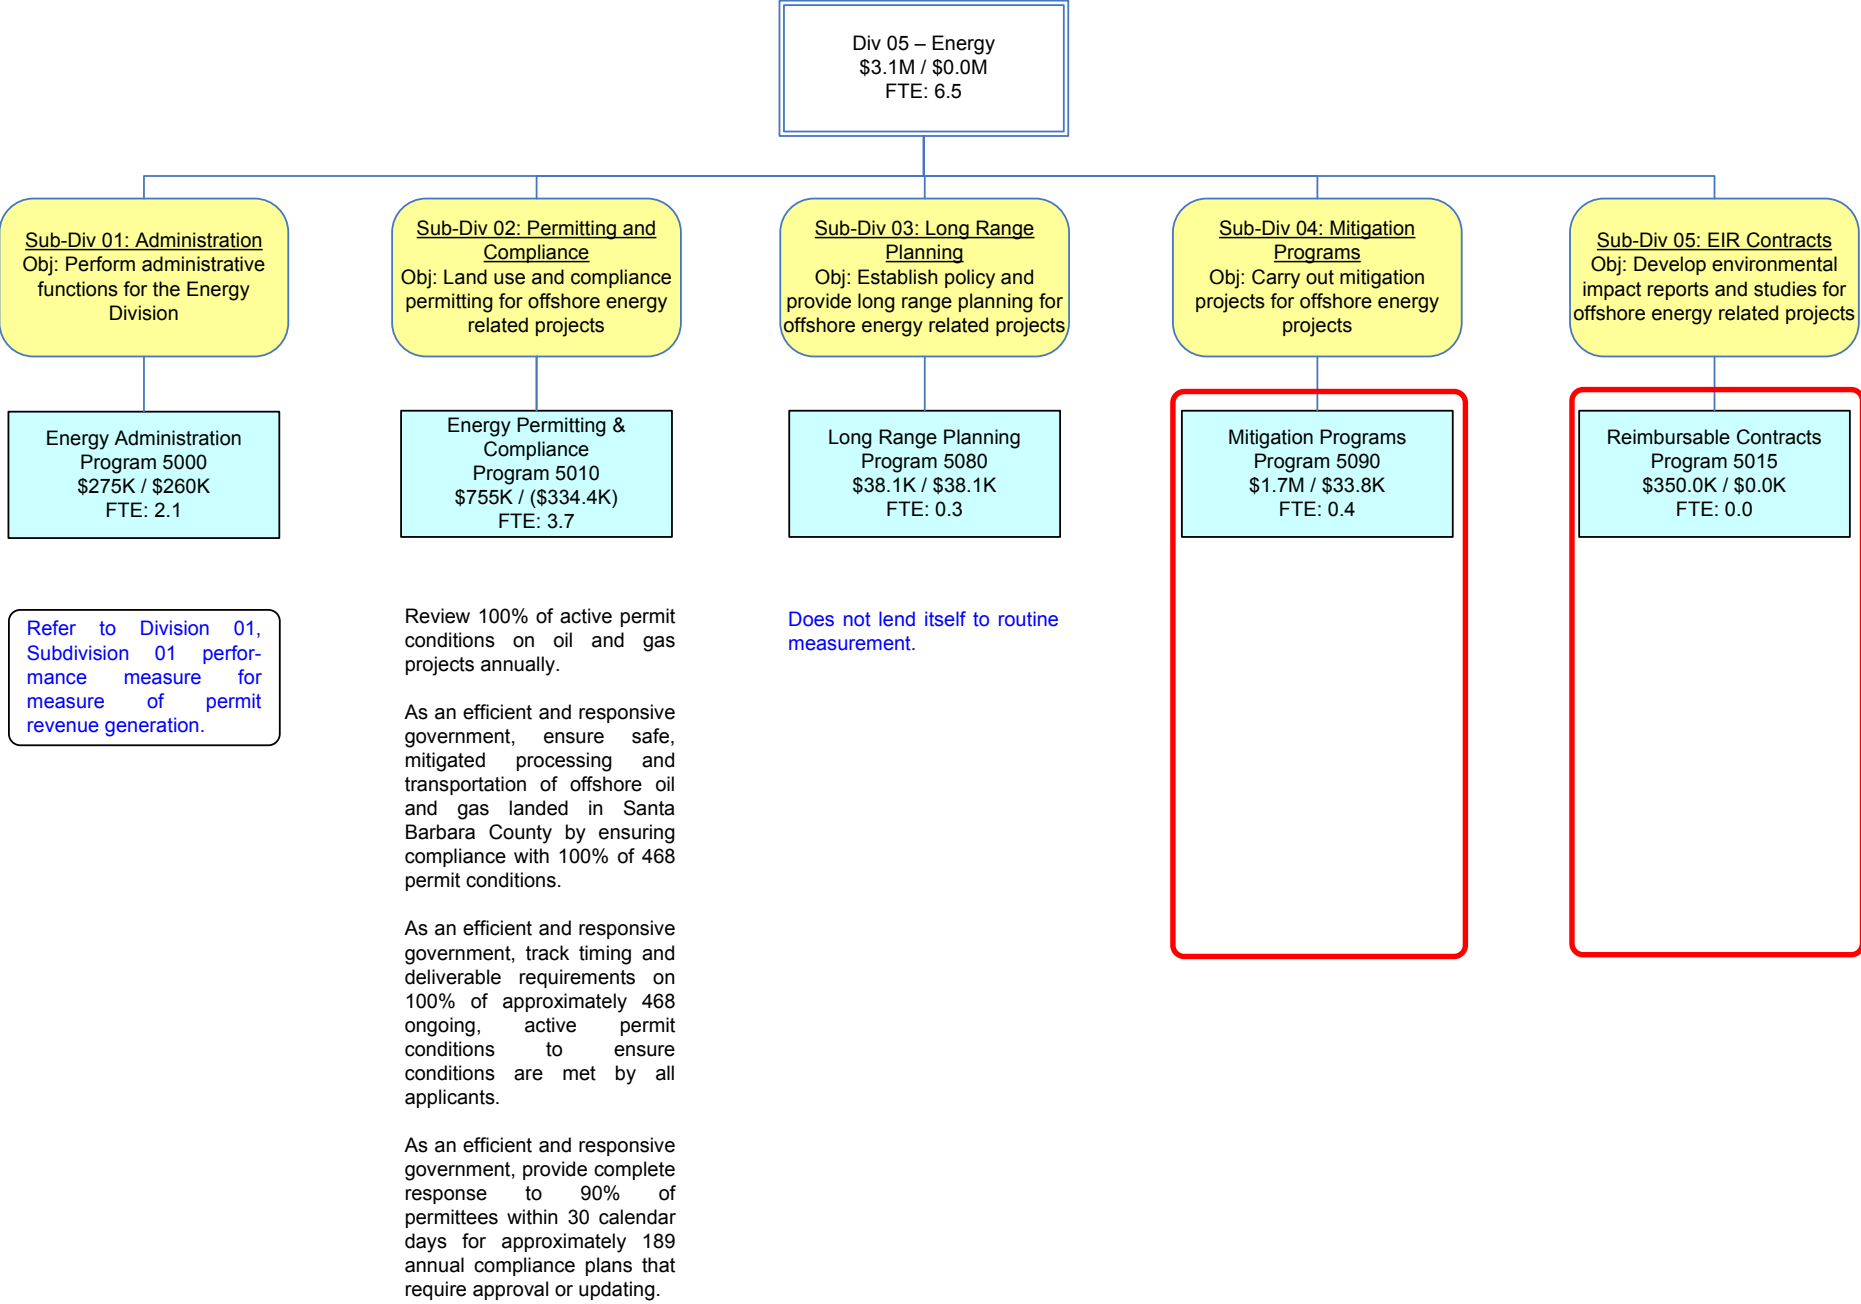 Div 05 – Energy
$3.1M / $0.0M
FTE: 6.5
Sub-Div 01: Administration
Obj: Perform administrative
functions for the Energy
Division
Sub-Div 02: Permitting and
Compliance
Obj: Land use and compliance
permitting for offshore energy
related projects
Sub-Div 03: Long Range
Planning
Obj: Establish policy and
provide long range planning for
offshore energy related projects
Sub-Div 04: Mitigation
Programs
Obj: Carry out mitigation
projects for offshore energy
projects
Sub-Div 05: EIR Contracts
Obj: Develop environmental
impact reports and studies for
offshore energy related projects
Energy Administration
Program 5000
$275K / $260K
FTE: 2.1
Energy Permitting &
Compliance
Program 5010
$755K / ($334.4K)
FTE: 3.7
Long Range Planning
Program 5080
$38.1K / $38.1K
FTE: 0.3
Mitigation Programs
Program 5090
$1.7M / $33.8K
FTE: 0.4
Reimbursable Contracts
Program 5015
$350.0K / $0.0K
FTE: 0.0
Refer to Division 01,
Subdivision 01 perfor-
mance measure for
measure of permit
revenue generation.
Review 100% of active permit
conditions on oil and gas
projects annually.
As an efficient and responsive
government, ensure safe,
mitigated processing and
transportation of offshore oil
and gas landed in Santa
Barbara County by ensuring
compliance with 100% of 468
permit conditions.
As an efficient and responsive
government, track timing and
deliverable requirements on
100% of approximately 468
ongoing, active permit
conditions to ensure
conditions are met by all
applicants.
As an efficient and responsive
government, provide complete
response to 90% of
permittees within 30 calendar
days for approximately 189
annual compliance plans that
require approval or updating.
Does not lend itself to routine
measurement.